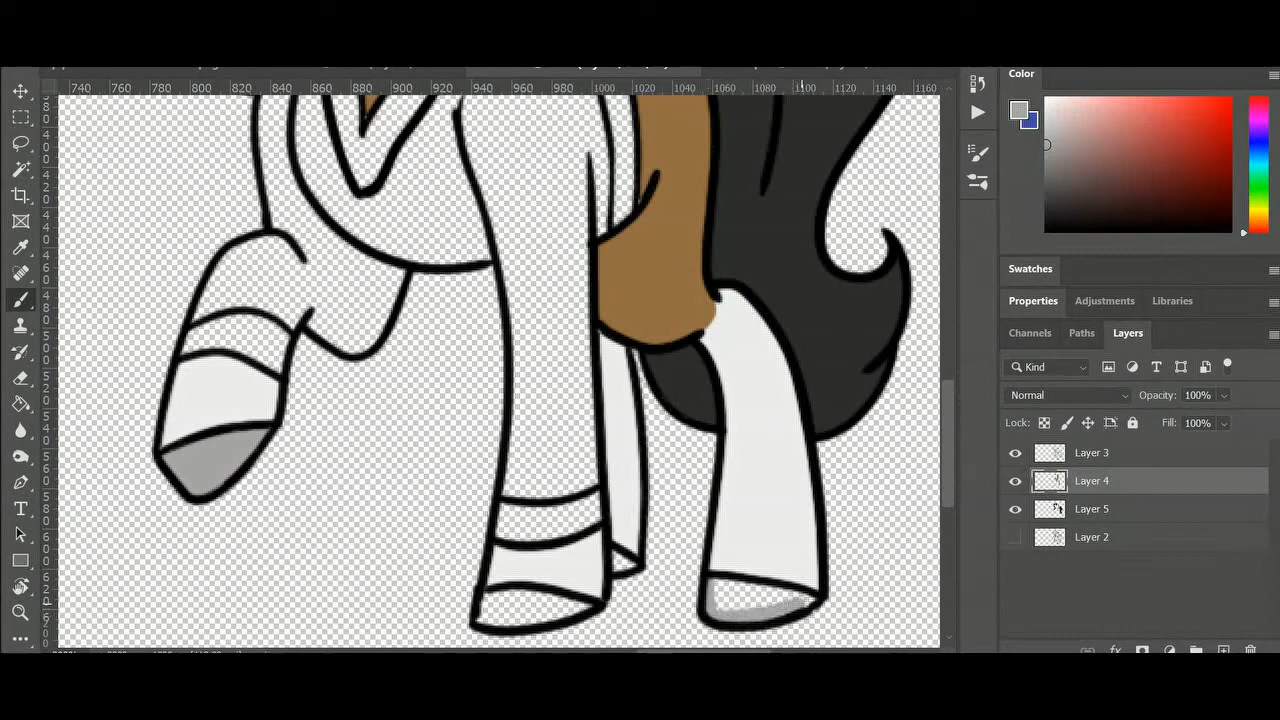 Color
740 760 780 800 820 840 860 880 900 920 940 960 980 1000 1020 1040 1060 1080 1100 1120 1140 1160
Swatches
Properties Adjustments Libraries
Channels Paths Layers
Kind
Normal Opacity: 100%
Lock: Fill: 100%
Layer 3
Layer 4
Layer 5
Layer 2
T
fx